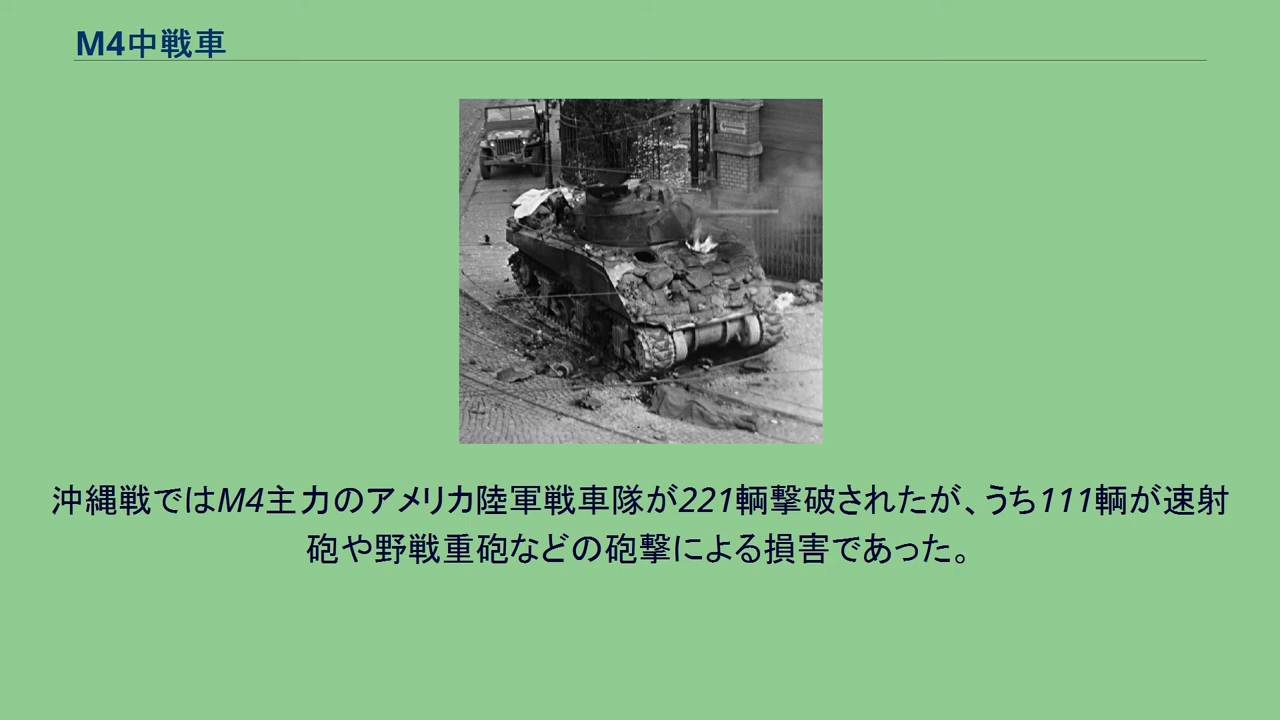 M4中戦車
沖縄戦ではM4主力のアメリカ陸軍戦車隊が221輌撃破されたが、うち111輌が速射
砲や野戦重砲などの砲撃による損害であった。